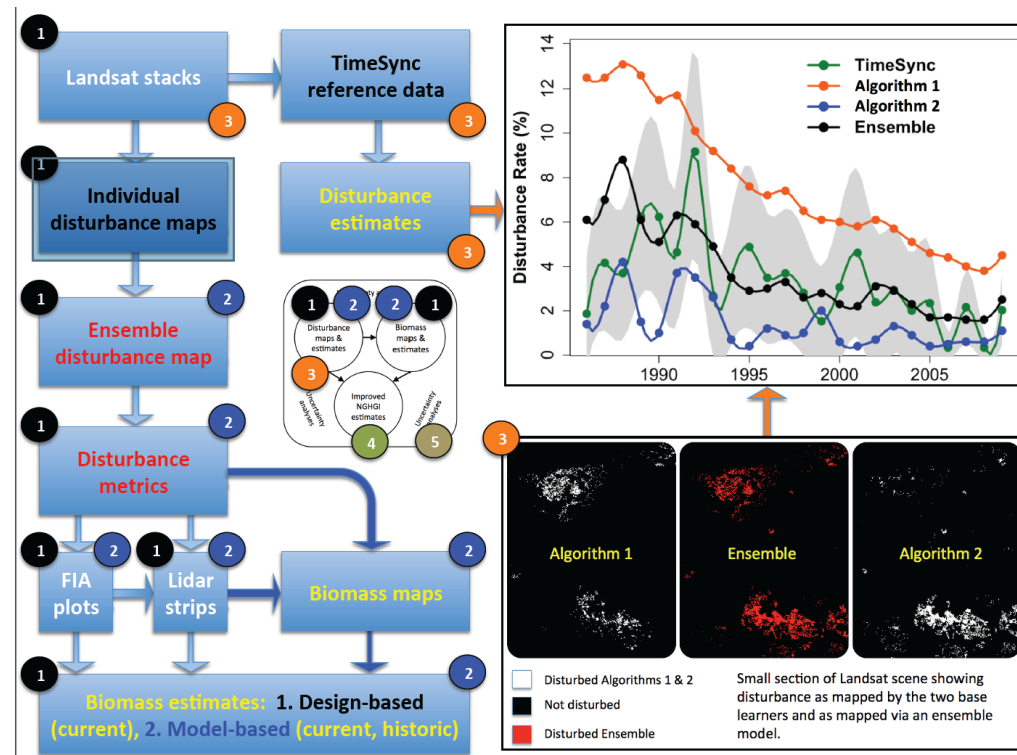 1
Landsat stacks
3
TimeSync
reference data
3
1
Individual
disturbance maps
Disturbance
estimates
3
1
2
Ensemble
disturbance map
1
2
Disturbance
metrics
1
2
1
2
FIA
plots
Lidar
strips
2
Biomass maps
1
2
Biomass estimates: 1. Design-based
(current), 2. Model-based (current, historic)
1
2
2
1
Disturbance
maps &
estimates
Biomass
maps &
estimates
3
Improved
NGHGI
estimates
Uncertainty
analyses
Uncertainty
analyses
4
5
Disturbance Rate (%)
14
12
10
8
6
4
2
0
1990
1995
2000
2005
TimeSync
Algorithm 1
Algorithm 2
Ensemble
3
Algorithm 1
Ensemble
Algorithm 2
Disturbed Algorithms 1 & 2
Not disturbed
Disturbed Ensemble
Small section of Landsat scene showing
disturbance as mapped by the two base
learners and as mapped via an ensemble
model.